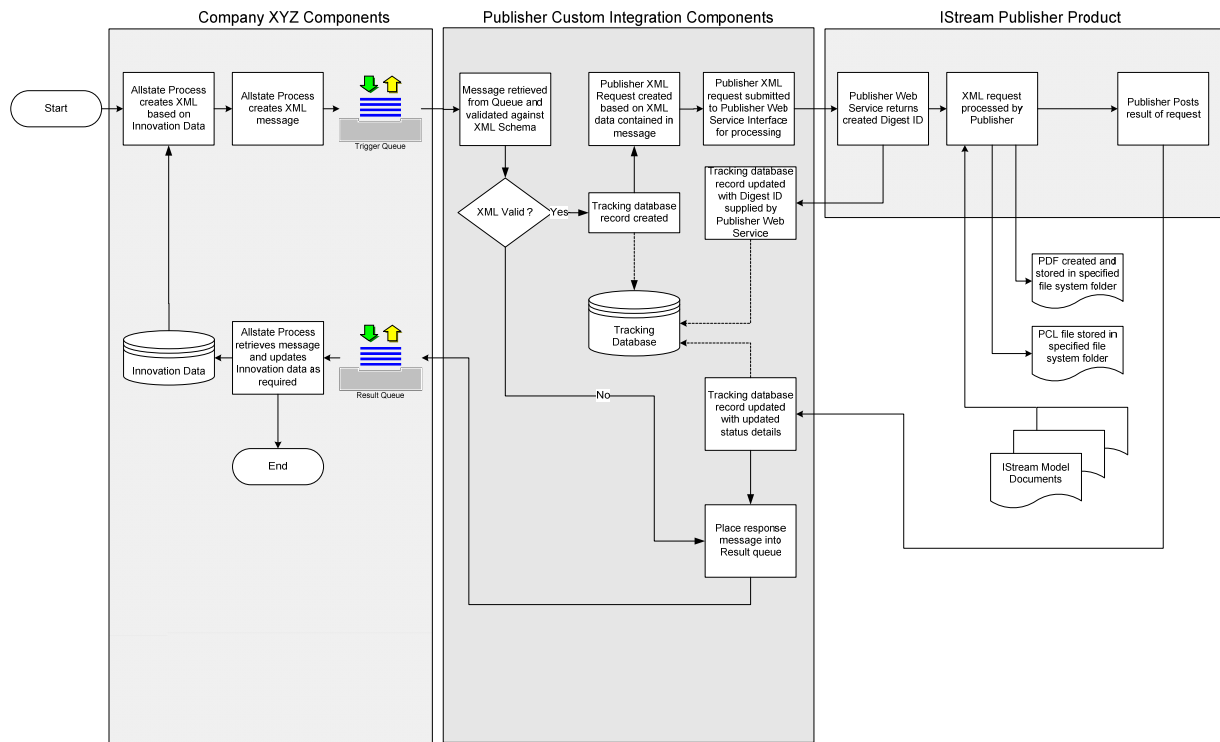 Company XYZ Components
Publisher Custom Integration Components
IStream Publisher Product
Start
Allstate Process
creates XML
based on
Innovation Data
Allstate Process
creates XML
message
Trigger Queue
Message retrieved
from Queue and
validated against
XML Schema
Publisher XML
Request created
based on XML
data contained in
message
Publisher XML
request submitted
to Publisher Web
Service Interface
for processing
Publisher Web
Service returns
created Digest ID
XML request
processed by
Publisher
Publisher Posts
result of request
XML Valid ?
Yes
Tracking database
record created
Tracking database
record updated
with Digest ID
supplied by
Publisher Web
Service
PDF created and
stored in specified
file system folder
Tracking
Database
PCL file stored in
specified file
system folder
Innovation Data
Allstate Process
retrieves message
and updates
Innovation data as
required
Result Queue
No
Tracking database
record updated
with updated
status details
End
IStream Model
Documents
Place response
message into
Result queue